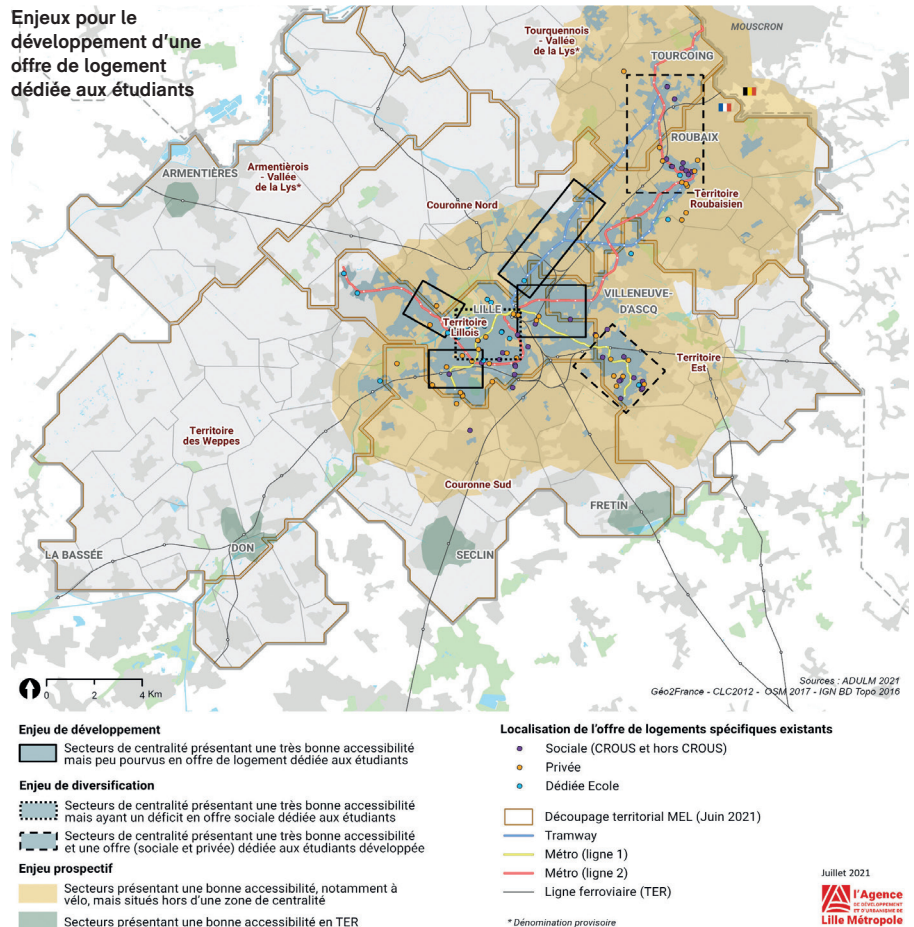 Enjeux pour le
développement d'une
offre de logement
dédiée aux étudiants
Tourquennois - Vallée
de la Lys*
MOUSCRON
TOURCOING
ROUBAIX
ARMENTIÈRES
Armentièrois
- Vallée
de la Lys*
Couronne Nord
Territoire
Roubaisien
LILLE
VILLENEUVE-
D'ASCQ
Territoire
Lillois
Territoire
Est
Territoire
des Weppes
Couronne Sud
FRETIN
DON
LA BASSÉE
SECLIN
0 2 4 Km
Sources : ADULM 2021
Géo2France - CLC2012 - OSM 2017 - IGN BD Topo 2016
Enjeu de développement
Secteurs de centralité présentant une très bonne accessibilité
mais peu pourvus en offre de logement dédiée aux étudiants
Enjeu de diversification
Secteurs de centralité présentant une très bonne accessibilité
mais ayant un déficit en offre sociale dédiée aux étudiants
Secteurs de centralité présentant une très bonne accessibilité
et une offre (sociale et privée) dédiée aux étudiants développée
Enjeu prospectif
Secteurs présentant une bonne accessibilité, notamment à
vélo, mais situés hors d'une zone de centralité
Secteurs présentant une bonne accessibilité en TER
Localisation de l'offre de logements spécifiques existants
Sociale (CROUS et hors CROUS)
Privée
Dédiée Ecole
Découpage territorial MEL (Juin 2021)
Tramway
Métro (ligne 1)
Métro (ligne 2)
Ligne ferroviaire (TER)
* Dénomination provisoire
Juillet 2021
l'Agence
DE DÉVELOPPEMENT
ET D'URBANISME DE
Lille Métropole